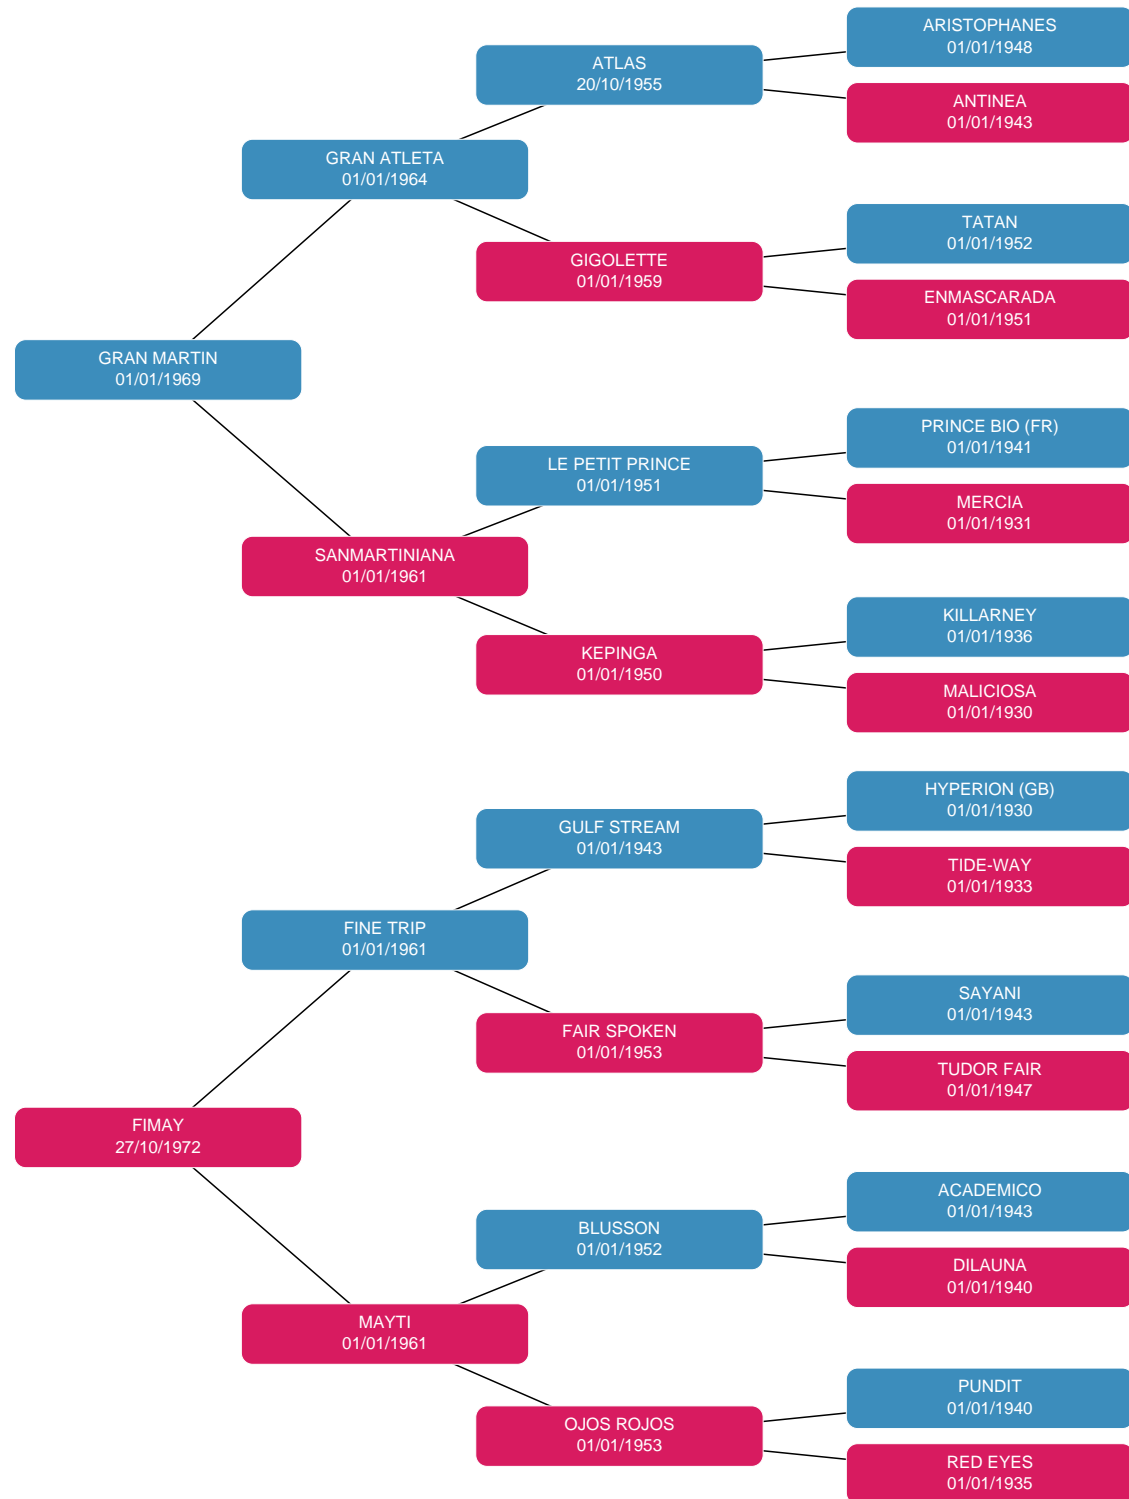 ARISTOPHANES
01/01/1948
ATLAS
20/10/1955
ANTINEA
01/01/1943
GRAN ATLETA
01/01/1964
TATAN
01/01/1952
GIGOLETTE
01/01/1959
ENMASCARADA
01/01/1951
GRAN MARTIN
01/01/1969
PRINCE BIO (FR)
01/01/1941
LE PETIT PRINCE
01/01/1951
MERCIA
01/01/1931
SANMARTINIANA
01/01/1961
KILLARNEY
01/01/1936
KEPINGA
01/01/1950
MALICIOSA
01/01/1930
HYPERION (GB)
01/01/1930
GULF STREAM
01/01/1943
TIDE-WAY
01/01/1933
FINE TRIP
01/01/1961
SAYANI
01/01/1943
FAIR SPOKEN
01/01/1953
TUDOR FAIR
01/01/1947
FIMAY
27/10/1972
ACADEMICO
01/01/1943
BLUSSON
01/01/1952
DILAUNA
01/01/1940
MAYTI
01/01/1961
PUNDIT
01/01/1940
OJOS ROJOS
01/01/1953
RED EYES
01/01/1935